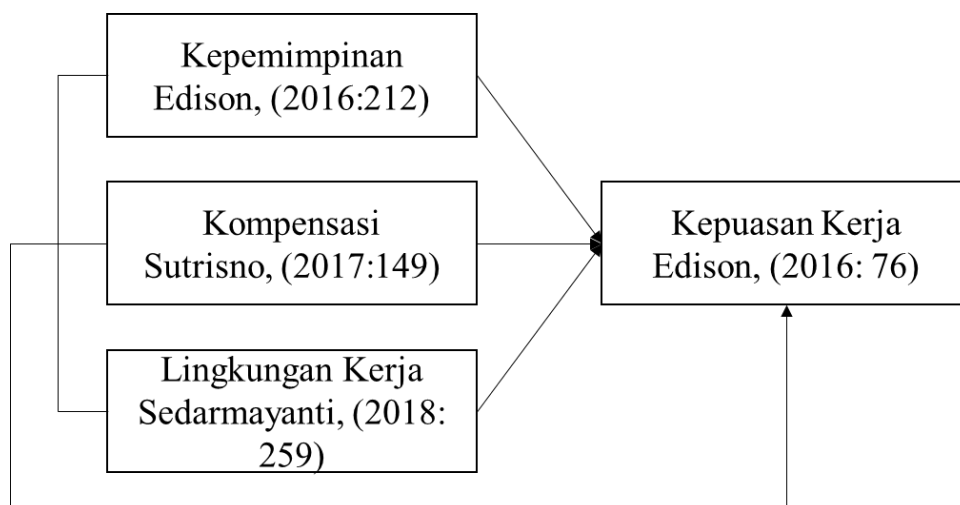 Kepemimpinan
Edison, (2016:212)
Kompensasi
Sutrisno, (2017:149)
Kepuasan Kerja
Edison, (2016: 76)
Lingkungan Kerja
Sedarmayanti, (2018:
259)